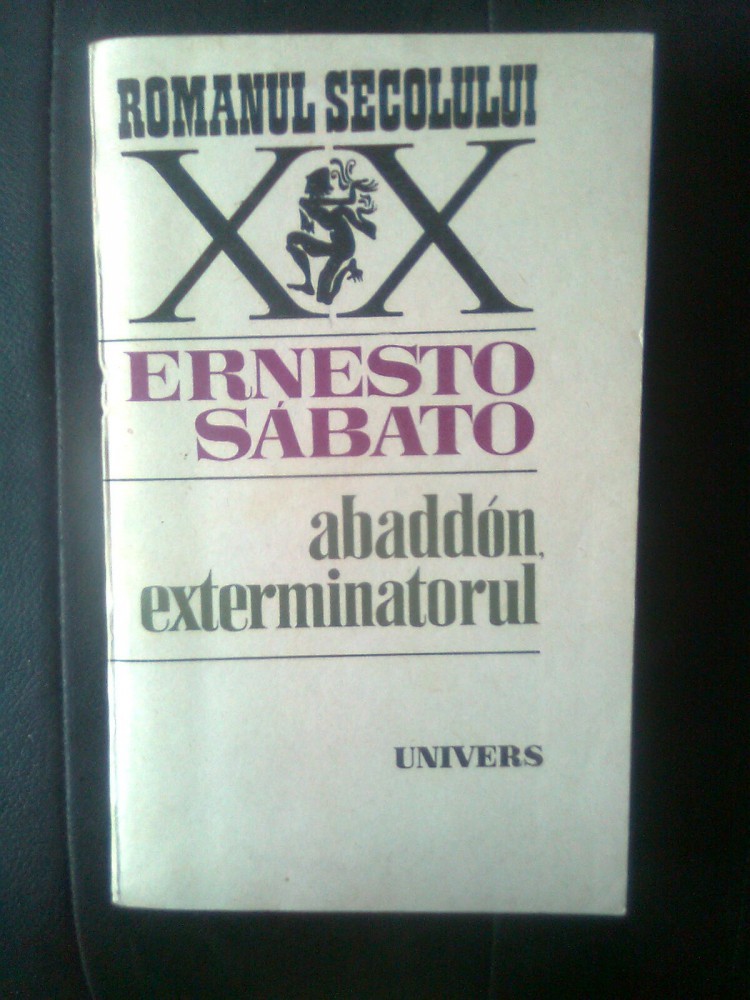 ROMANUL SECOLULUI
XX
ERNESTO
SÁBATO
abaddón,
exterminatorul
UNIVERS